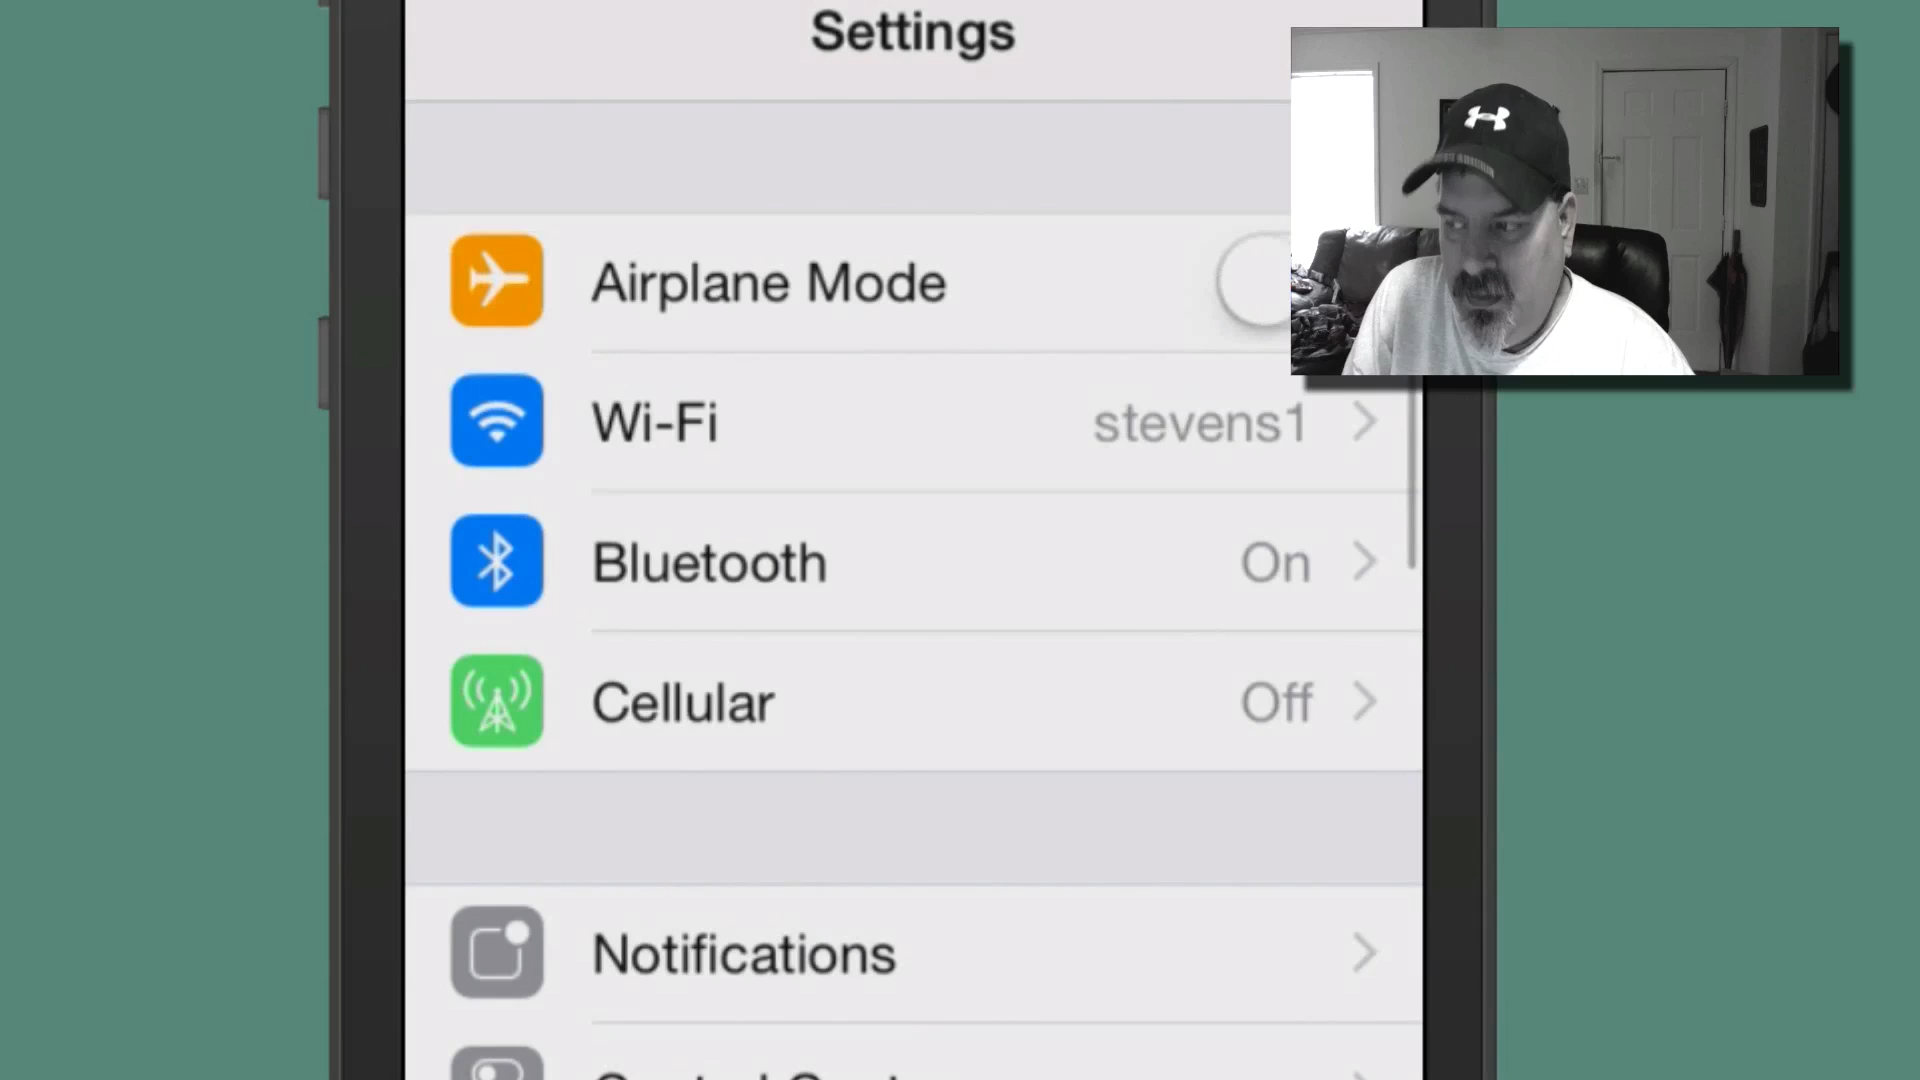 Settings
Airplane Mode
Wi-Fi stevens1
Bluetooth On
Cellular Off
Notifications